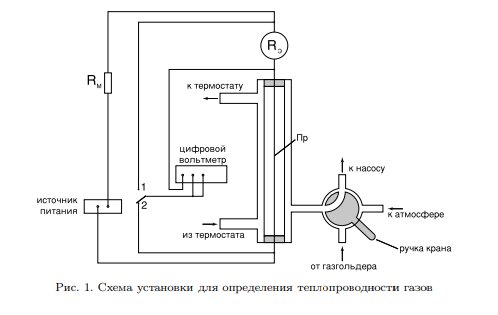 Rэ
Rм
к термостату
Пр
цифровой
вольтметр
к насосу
1
источник
питания
2
к атмосфере
из термостата
ручка крана
от газгольдера
Рис. 1. Схема установки для определения теплопроводности газов